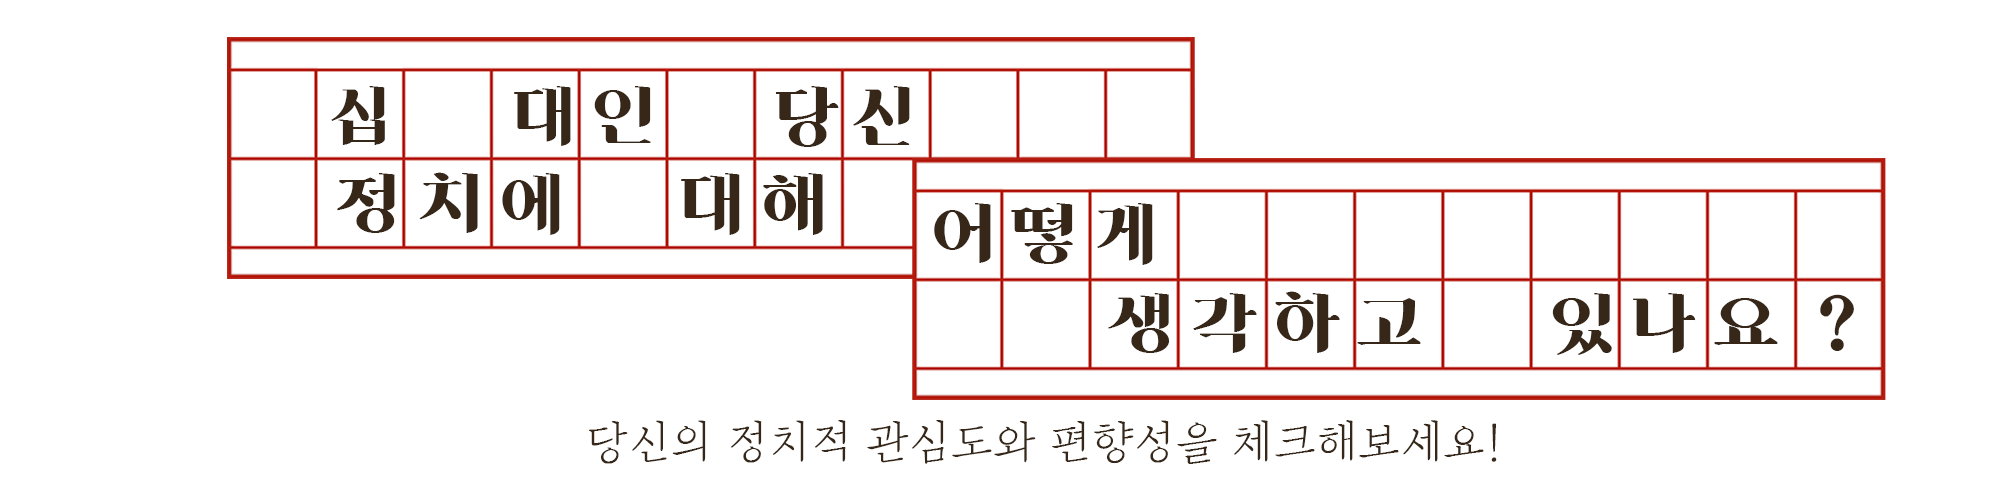 십 대인 당신
정치에 대해
어떻게
생각하고 있나요?
당신의 정치적 관심도와 편향성을 체크해보세요!